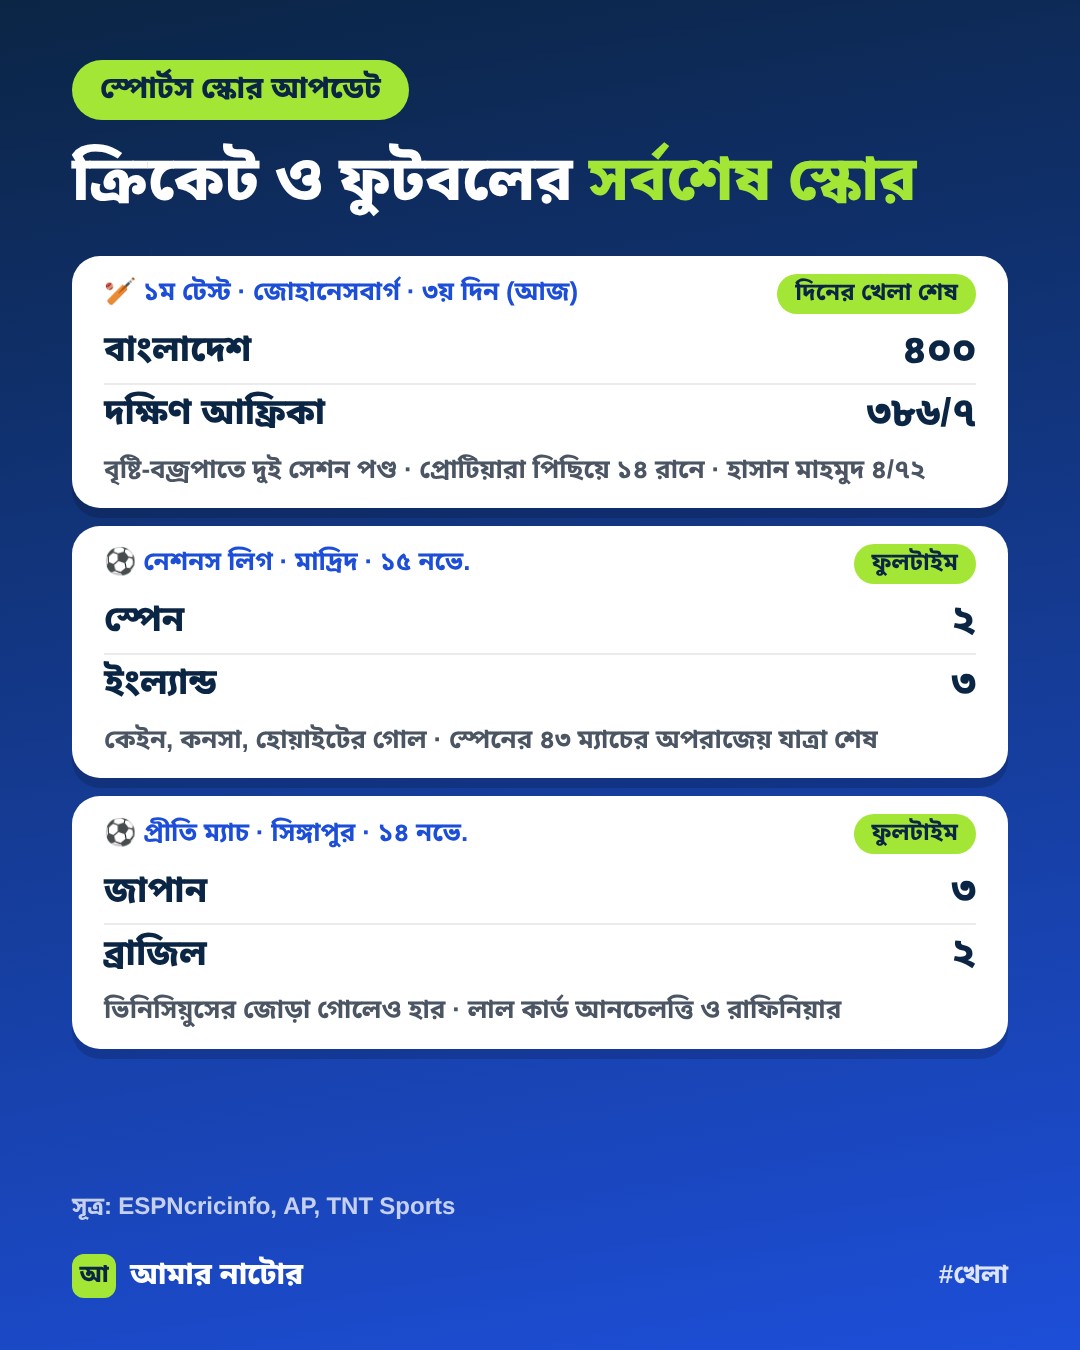 স্পোর্টস স্কোর আপডেট
ক্রিকেট ও ফুটবলের সর্বশেষ স্কোর
১ম টেস্ট · জোহানেসবার্গ · ৩য় দিন (আজ)
দিনের খেলা শেষ
বাংলাদেশ ৪০০
দক্ষিণ আফ্রিকা ৩৮৬/৭
বৃষ্টি-বজ্রপাতে দুই সেশন পণ্ড · প্রোটিয়ারা পিছিয়ে ১৪ রানে · হাসান মাহমুদ ৪/৭২
নেশনস লিগ · মাদ্রিদ · ১৫ নভে.
ফুলটাইম
স্পেন ২
ইংল্যান্ড ৩
কেইন, কনসা, হোয়াইটের গোল · স্পেনের ৪৩ ম্যাচের অপরাজেয় যাত্রা শেষ
প্রীতি ম্যাচ · সিঙ্গাপুর · ১৪ নভে.
ফুলটাইম
জাপান ৩
ব্রাজিল ২
ভিনিসিয়ুসের জোড়া গোলেও হার · লাল কার্ড আনচেলত্তি ও রাফিনিয়ার
সূত্র: ESPNcricinfo, AP, TNT Sports
আ আমার নাটোর
#খেলা